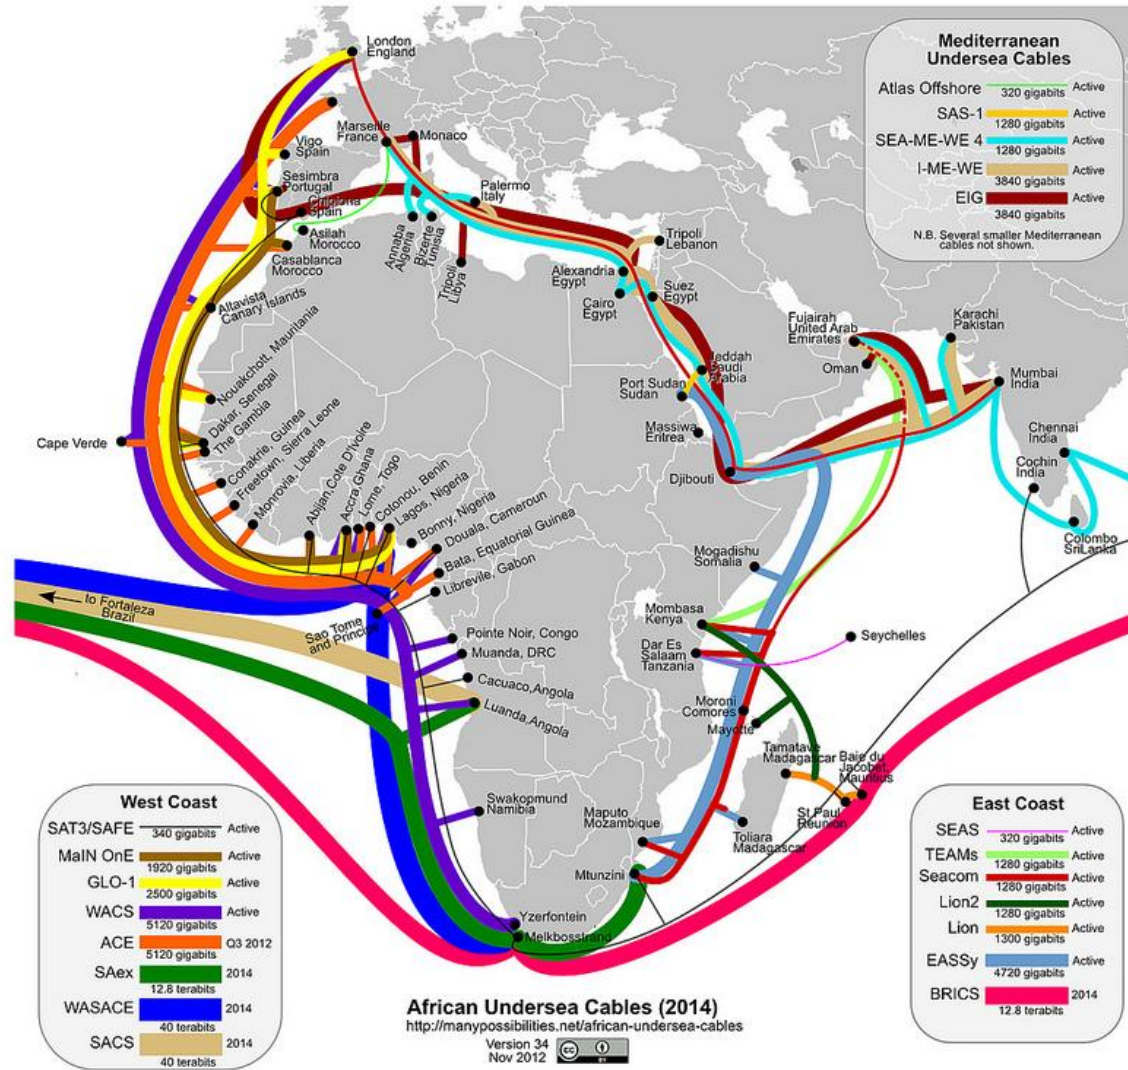 London
England
Mediterranean
Undersea Cables
Atlas Offshore
320 gigabits
Active
SAS-1
1280 gigabits
Active
SEA-ME-WE 4
1280 gigabits
Active
I-ME-WE
3840 gigabits
Active
EIG
3840 gigabits
Active
N.B. Several smaller Mediterranean
cables not shown.
Marseille
France
Monaco
Vigo
Spain
Sesimbra
Portugal
Chigiona
Spain
Palermo
Italy
Asilah
Morocco
Casablanca
Morocco
Annaba
Algeria
Bizerte
Tunisia
Tripoli
Libya
Tripoli
Lebanon
Alexandria
Egypt
Cairo
Egypt
Suez
Egypt
Altavista
Canary Islands
Fujairah
United Arab
Emirates
Karachi
Pakistan
Oman
Mumbai
India
Jeddah
Saudi
Arabia
Port Sudan
Sudan
Massiwa
Eritrea
Djibouti
Chennai
India
Cochin
India
Colombo
SriLanka
Nouakchott, Mauritania
Dakar, Senegal
The Gambia
Cape Verde
Conakrie, Guinea
Freetown, Sierra Leone
Monrovia, Liberia
Abijan,Cote D'Ivoire
Accra,Ghana
Lome, Togo
Cotonou, Benin
Lagos, Nigeria
Bonny, Nigeria
Douala, Cameroun
Bata, Equatorial Guinea
Libreville, Gabon
Sao Tome
and Principe
to Fortaleza
Brazil
Pointe Noir, Congo
Muanda, DRC
Cacuaco,Angola
Luanda,Angola
Swakopmund
Namibia
Mogadishu
Somalia
Mombasa
Kenya
Dar Es
Salaam
Tanzania
Seychelles
Moroni
Comores
Mayotte
Tamatave
Madagascar
Baie du
Jacobet,
Mauritius
St Paul
Reunion
Toliara
Madagascar
Maputo
Mozambique
Mtunzini
Yzerfontein
Melkbosstrand
West Coast
SAT3/SAFE
340 gigabits
Active
MaIN OnE
1920 gigabits
Active
GLO-1
2500 gigabits
Active
WACS
5120 gigabits
Active
ACE
5120 gigabits
Q3 2012
SAex
12.8 terabits
2014
WASACE
40 terabits
2014
SACS
40 terabits
2014
East Coast
SEAS
320 gigabits
Active
TEAMs
1280 gigabits
Active
Seacom
1280 gigabits
Active
Lion2
1280 gigabits
Active
Lion
1300 gigabits
Active
EASSy
4720 gigabits
Active
BRICS
12.8 terabits
2014
African Undersea Cables (2014)
http://manypossibilities.net/african-undersea-cables
Version 34
Nov 2012
cc
BY